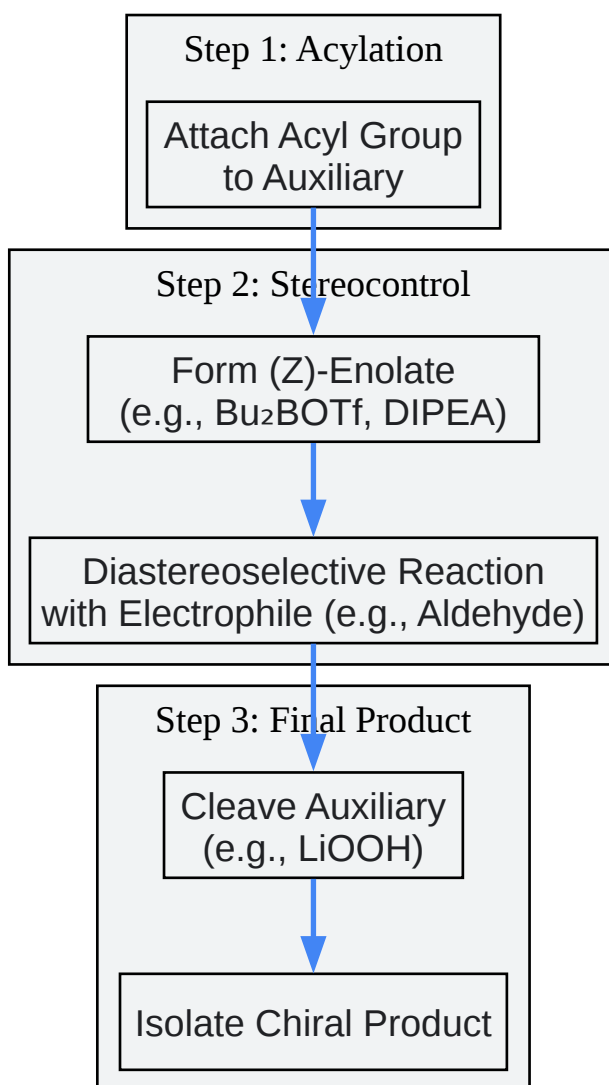 Step 1: Acylation
Attach Acyl Group
to Auxiliary
Step 2: Stereocontrol
Form (Z)-Enolate
(e.g., Bu₂BOTf, DIPEA)
Diastereoselective Reaction
with Electrophile (e.g., Aldehyde)
Step 3: Final Product
Cleave Auxiliary
(e.g., LiOOH)
Isolate Chiral Product